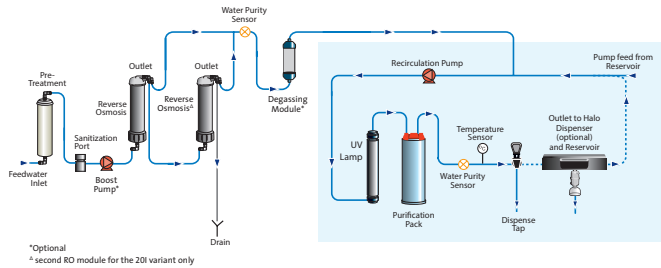 Water Purity
Sensor
Pre-
Treatment
Outlet
Outlet
Reverse
Osmosis
Reverse
Osmosis∆
Sanitization
Port
Feedwater
Inlet
Boost
Pump*
Degassing
Module*
Drain
Recirculation Pump
Pump feed from
Reservoir
UV
Lamp
Purification
Pack
Temperature
Sensor
°C
Water Purity
Sensor
Outlet to Halo
Dispenser
(optional)
and Reservoir
Dispense
Tap
*Optional
∆ second RO module for the 20I variant only